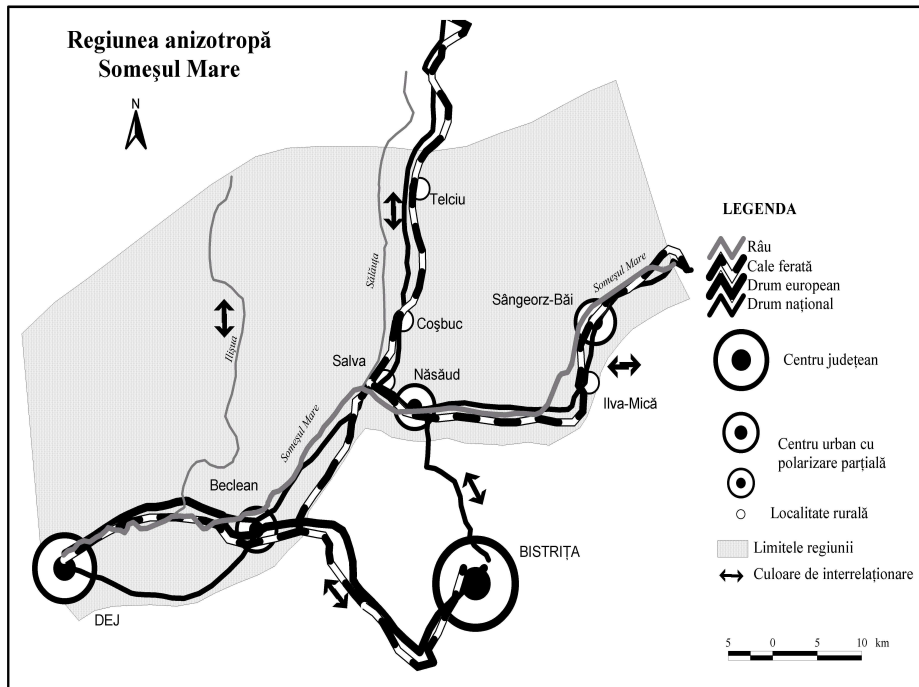 Regiunea anizotropă
Someşul Mare
N
Telciu
Sălăuţa
Someşul Mare
Sângeorz-Băi
Ilişua
Coşbuc
Salva
Năsăud
Ilva-Mică
Someşul Mare
Beclean
BISTRIŢA
DEJ
LEGENDA
Râu
Cale ferată
Drum european
Drum naţional
Centru judeţean
Centru urban cu
polarizare parţială
Localitate rurală
Limitele regiunii
Culoare de interrelaţionare
5 0 5 10 km